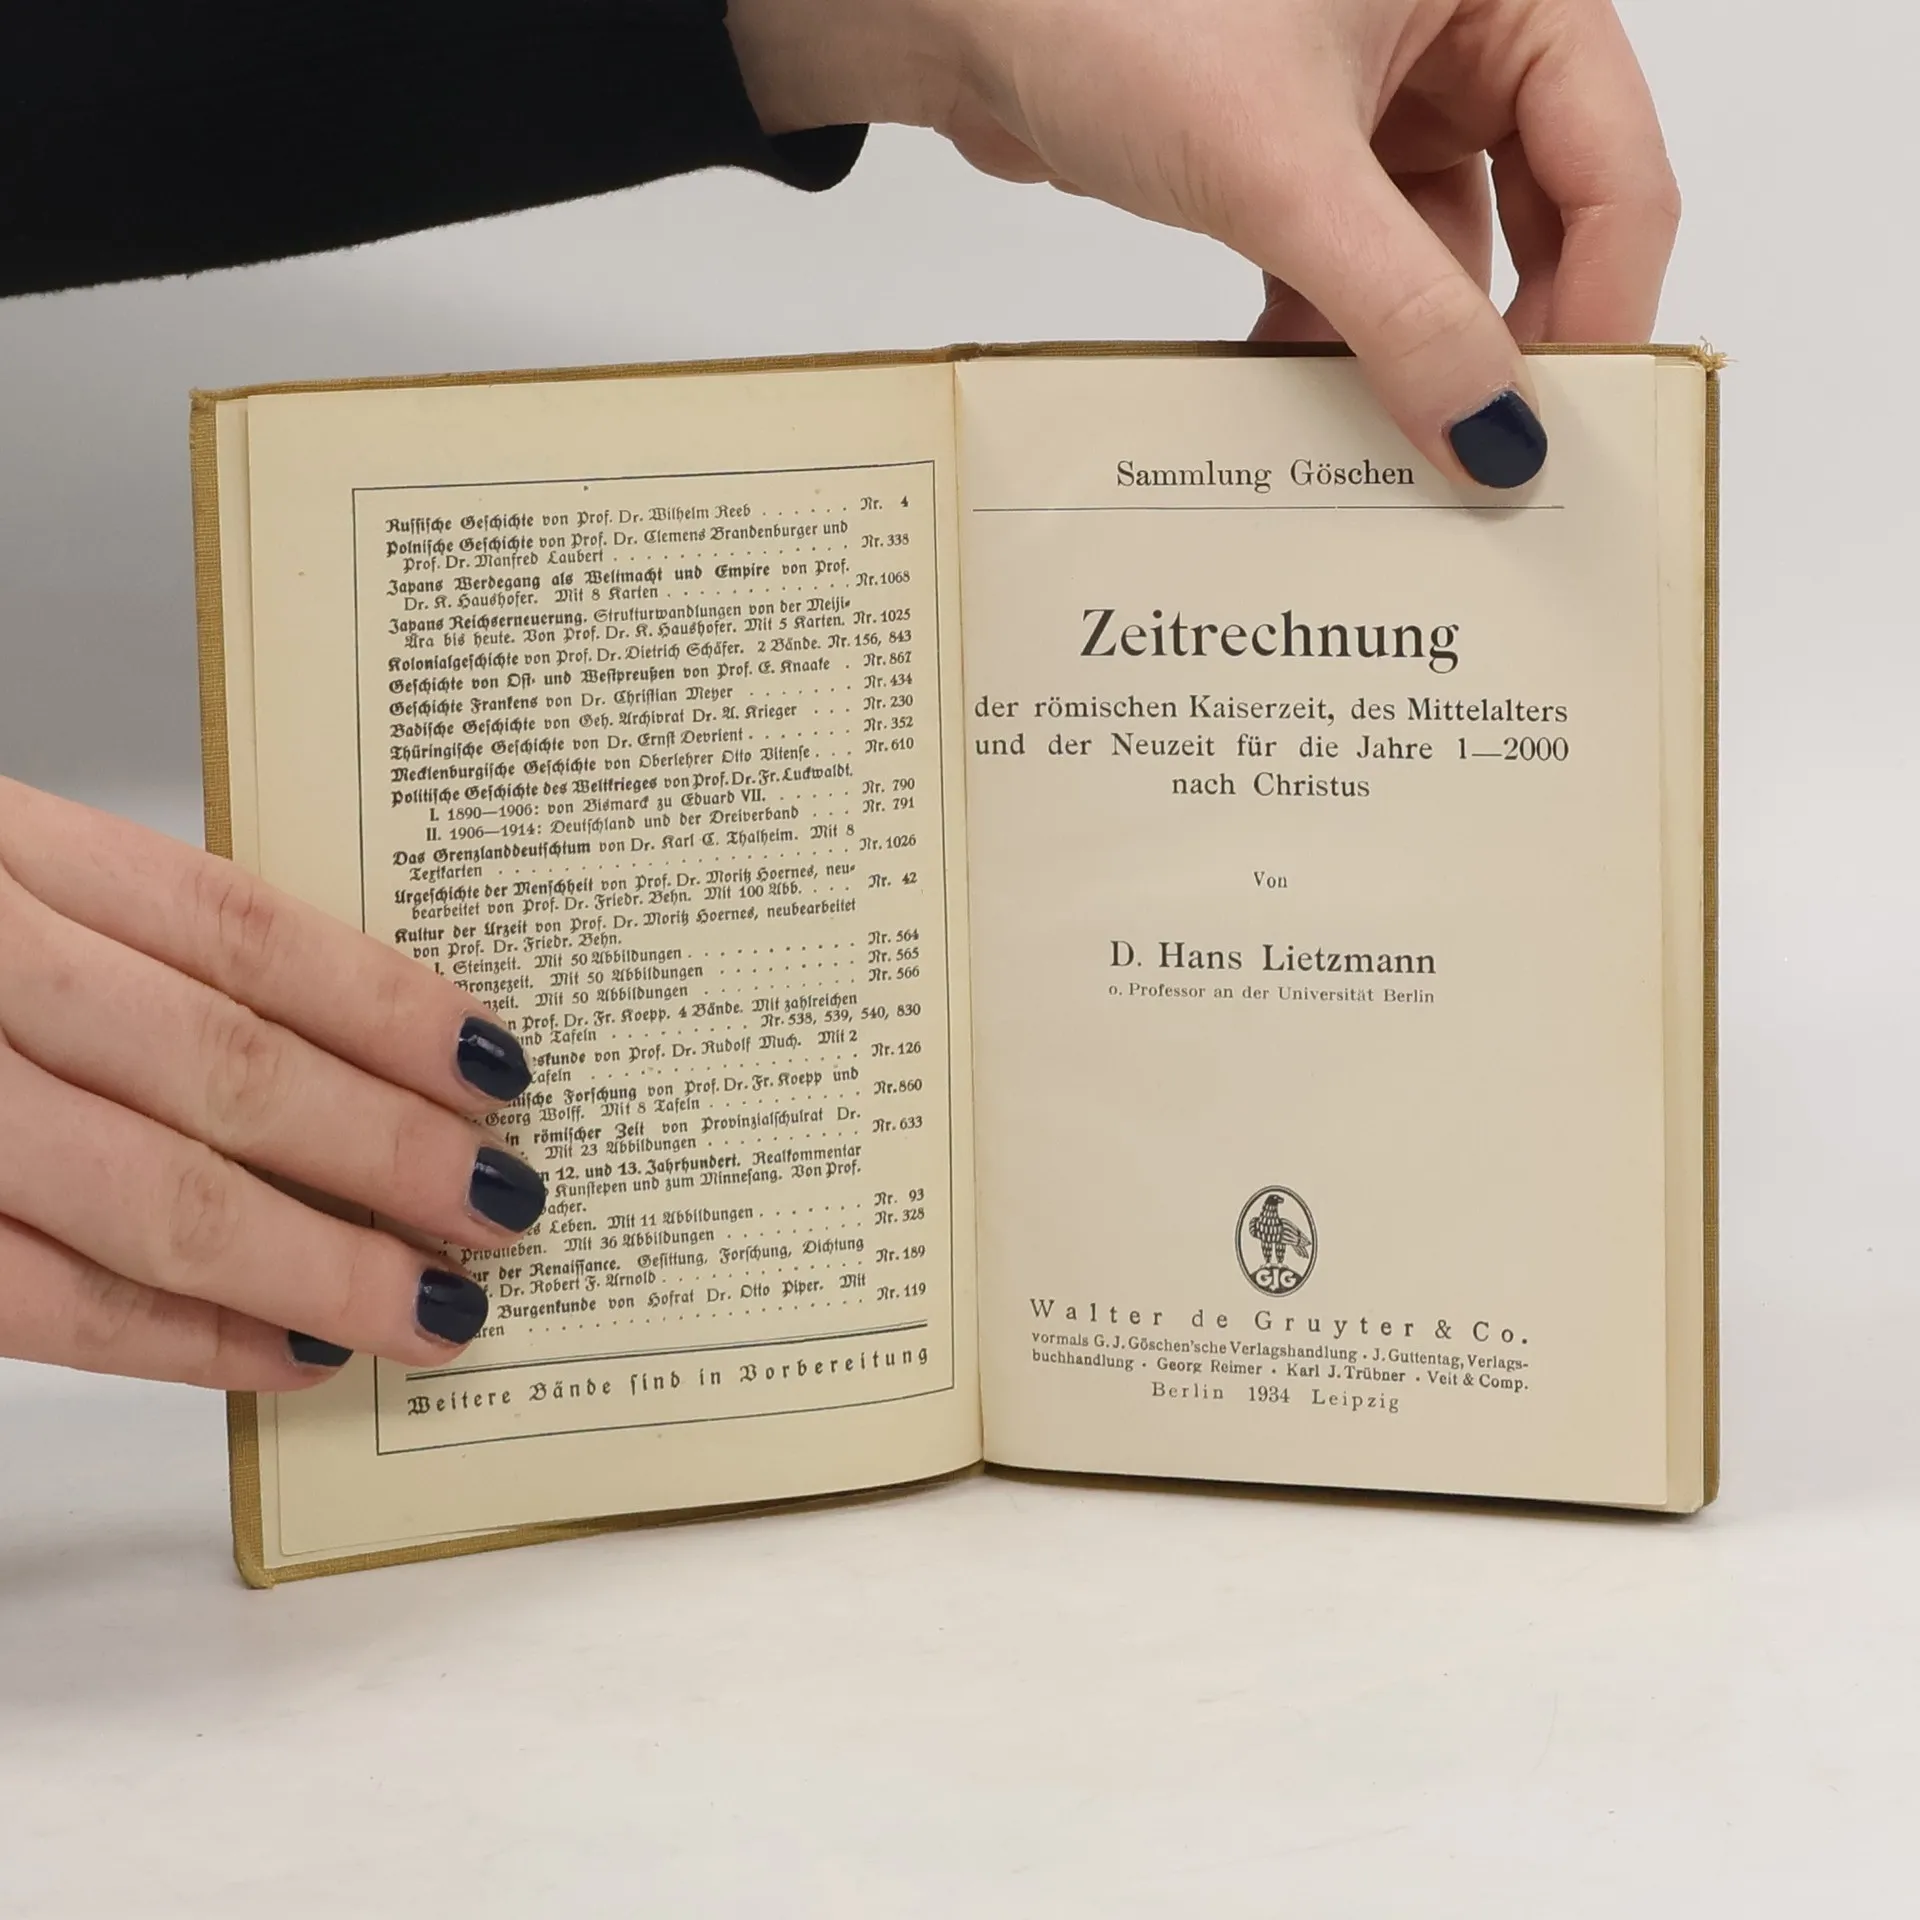 Russische Geschichte von Prof. Dr. Wilhelm Reeb . . . . . . Nr. 4
Polnische Geschichte von Prof. Dr. Clemens Brandenburger und
Prof. Dr. Manfred Laubert . . . . . . . . . . . . . . . Nr. 338
Japans Werdegang als Weltmacht und Empire von Prof.
Dr. K. Haushofer. Mit 8 Karten . . . . . . . . . . . Nr. 1068
Japans Reichserneuerung. Strukturwandlungen von der Meiji-
Ära bis heute. Von Prof. Dr. K. Haushofer. Mit 5 Karten. Nr. 1025
Kolonialgeschichte von Prof. Dr. Dietrich Schäfer. 2 Bände. Nr. 156, 843
Geschichte von Ost- und Westpreußen von Prof. E. Knaake . Nr. 867
Geschichte Frankens von Dr. Christian Meyer . . . . . . . Nr. 434
Badische Geschichte von Geh. Archivrat Dr. A. Krieger . . . Nr. 230
Thüringische Geschichte von Dr. Ernst Devrient . . . . . . . Nr. 352
Mecklenburgische Geschichte von Oberlehrer Otto Vitense . . . Nr. 610
Politische Geschichte des Weltkrieges von Prof. Dr. Fr. Luckwaldt.
I. 1890—1906: von Bismarck zu Eduard VII. . . . . . Nr. 790
II. 1906—1914: Deutschland und der Dreiverband . . . Nr. 791
Das Grenzlanddeutschtum von Dr. Karl C. Thalheim. Mit 8
Textkarten . . . . . . . . . . . . . . . . . . Nr. 1026
Urgeschichte der Menschheit von Prof. Dr. Moritz Hoernes, neu-
bearbeitet von Prof. Dr. Friedr. Behn. Mit 100 Abb. . . . Nr. 42
Kultur der Urzeit von Prof. Dr. Moritz Hoernes, neubearbeitet
von Prof. Dr. Friedr. Behn.
I. Steinzeit. Mit 50 Abbildungen . . . . . . . . . Nr. 564
Bronzezeit. Mit 50 Abbildungen . . . . . . . . Nr. 565
nzeit. Mit 50 Abbildungen . . . . . . . . . Nr. 566
n Prof. Dr. Fr. Koepp. 4 Bände. Mit zahlreichen
und Tafeln . . . . . . . . . Nr. 538, 539, 540, 830
skunde von Prof. Dr. Rudolf Much. Mit 2
Tafeln . . . . . . . . . . . . . . . Nr. 126
nische Forschung von Prof. Dr. Fr. Koepp und
Georg Wolff. Mit 8 Tafeln . . . . . . . . . Nr. 860
in römischer Zeit von Provinzialschulrat Dr.
Mit 23 Abbildungen . . . . . . . . . . Nr. 633
n 12. und 13. Jahrhundert. Realkommentar
Kunstepen und zum Minnesang. Von Prof.
bacher.
s Leben. Mit 11 Abbildungen . . . . . . . Nr. 93
Privatleben. Mit 36 Abbildungen . . . . . . . . Nr. 328
ur der Renaissance. Gesittung, Forschung, Dichtung
Dr. Robert F. Arnold . . . . . . . . . . . Nr. 189
Burgenkunde von Hofrat Dr. Otto Piper. Mit
uren . . . . . . . . . . . . . . . . . . Nr. 119
Weitere Bände sind in Vorbereitung
Sammlung Göschen
Zeitrechnung
der römischen Kaiserzeit, des Mittelalters
und der Neuzeit für die Jahre 1—2000
nach Christus
Von
D. Hans Lietzmann
o. Professor an der Universität Berlin
GJG
Walter de Gruyter & Co.
vormals G. J. Göschen'sche Verlagshandlung · J. Guttentag, Verlags-
buchhandlung · Georg Reimer · Karl J. Trübner · Veit & Comp.
Berlin 1934 Leipzig